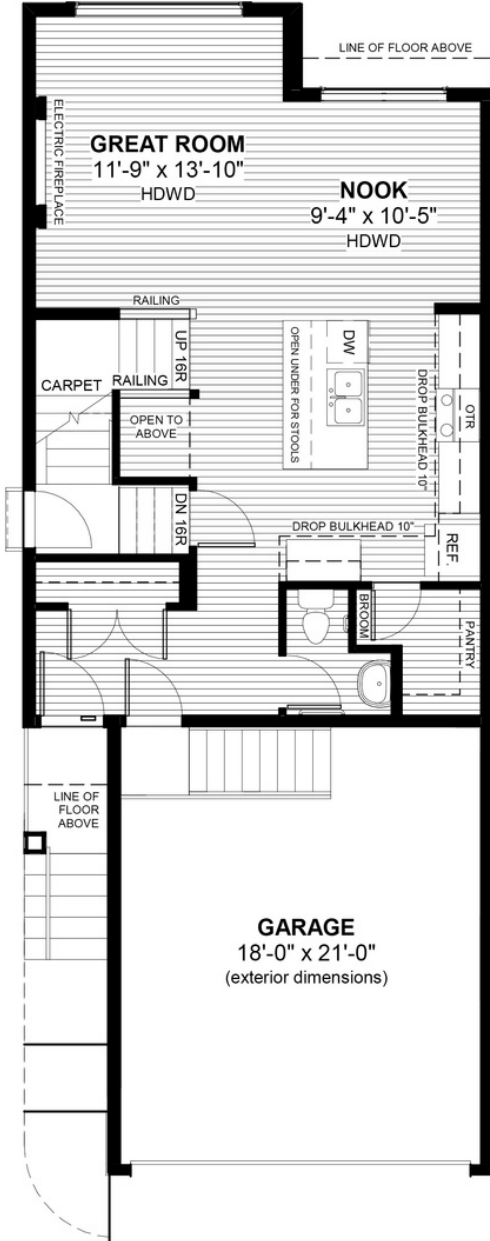 LINE OF FLOOR ABOVE
ELECTRIC FIREPLACE
GREAT ROOM
11'-9" x 13'-10"
HDWD
NOOK
9'-4" x 10'-5"
HDWD
RAILING
UP 16R
CARPET
RAILING
OPEN TO
ABOVE
OPEN UNDER FOR STOOLS
DW
DROP BULKHEAD 10"
OTR
DN 16R
DROP BULKHEAD 10"
REF.
BROOM
PANTRY
LINE OF
FLOOR
ABOVE
GARAGE
18'-0" x 21'-0"
(exterior dimensions)